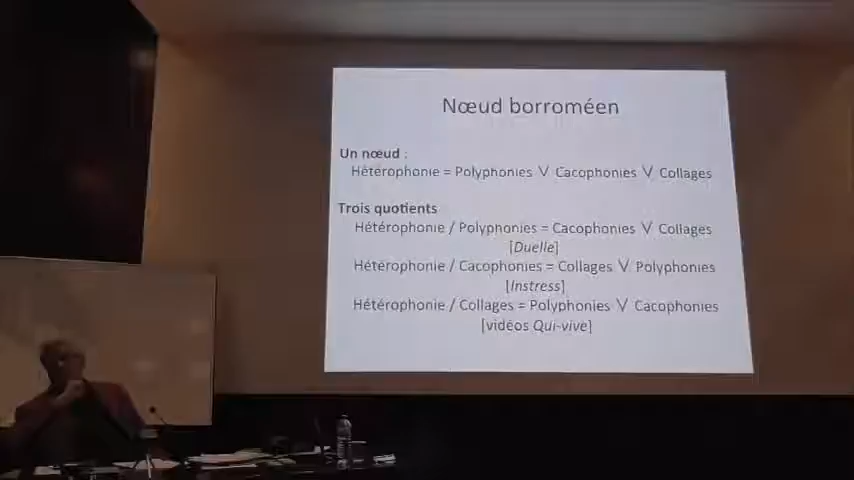 Nœud borroméen
Un nœud :
Hétérophonie = Polyphonies V Cacophonies V Collages
Trois quotients
Hétérophonie / Polyphonies = Cacophonies V Collages
[Duelle]
Hétérophonie / Cacophonies = Collages V Polyphonies
[Instress]
Hétérophonie / Collages = Polyphonies V Cacophonies
[vidéos Qui-vive]